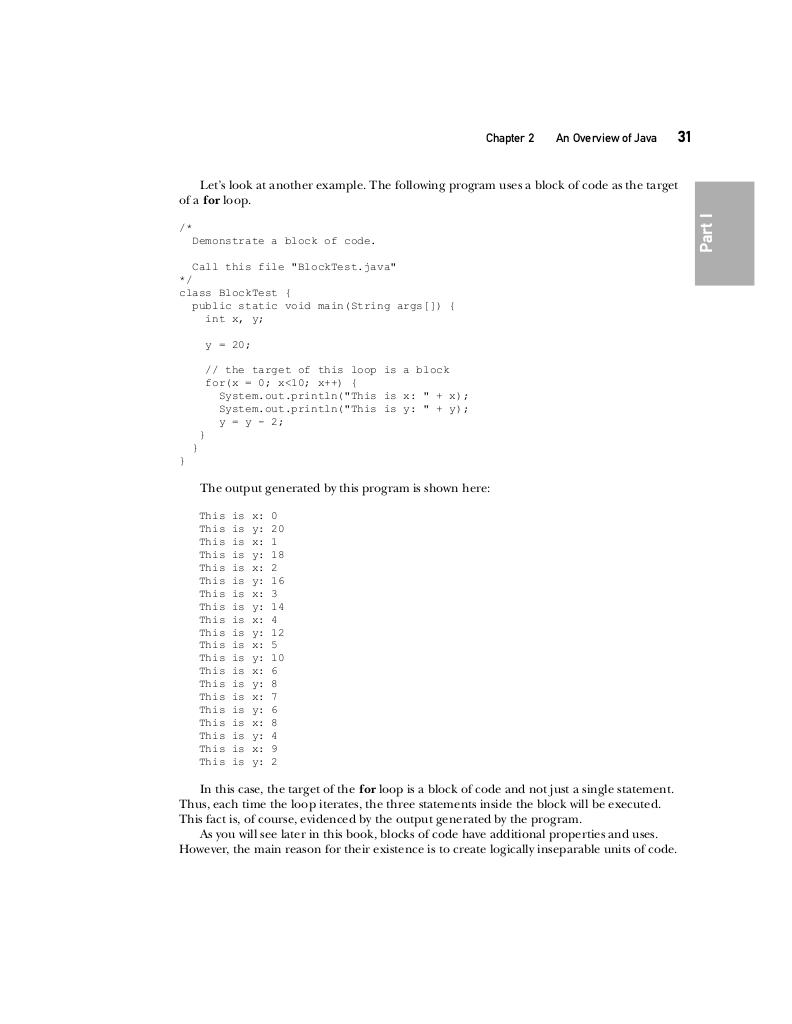 Chapter 2 An Overview of Java 31
Part I
Let's look at another example. The following program uses a block of code as the target
of a for loop.
/*
Demonstrate a block of code.
Call this file "BlockTest.java"
*/
class BlockTest {
public static void main(String args[]) {
int x, y;
y = 20;
// the target of this loop is a block
for(x = 0; x<10; x++) {
System.out.println("This is x: " + x);
System.out.println("This is y: " + y);
y = y - 2;
}
}
}
The output generated by this program is shown here:
This is x: 0
This is y: 20
This is x: 1
This is y: 18
This is x: 2
This is y: 16
This is x: 3
This is y: 14
This is x: 4
This is y: 12
This is x: 5
This is y: 10
This is x: 6
This is y: 8
This is x: 7
This is y: 6
This is x: 8
This is y: 4
This is x: 9
This is y: 2
In this case, the target of the for loop is a block of code and not just a single statement.
Thus, each time the loop iterates, the three statements inside the block will be executed.
This fact is, of course, evidenced by the output generated by the program.
As you will see later in this book, blocks of code have additional properties and uses.
However, the main reason for their existence is to create logically inseparable units of code.